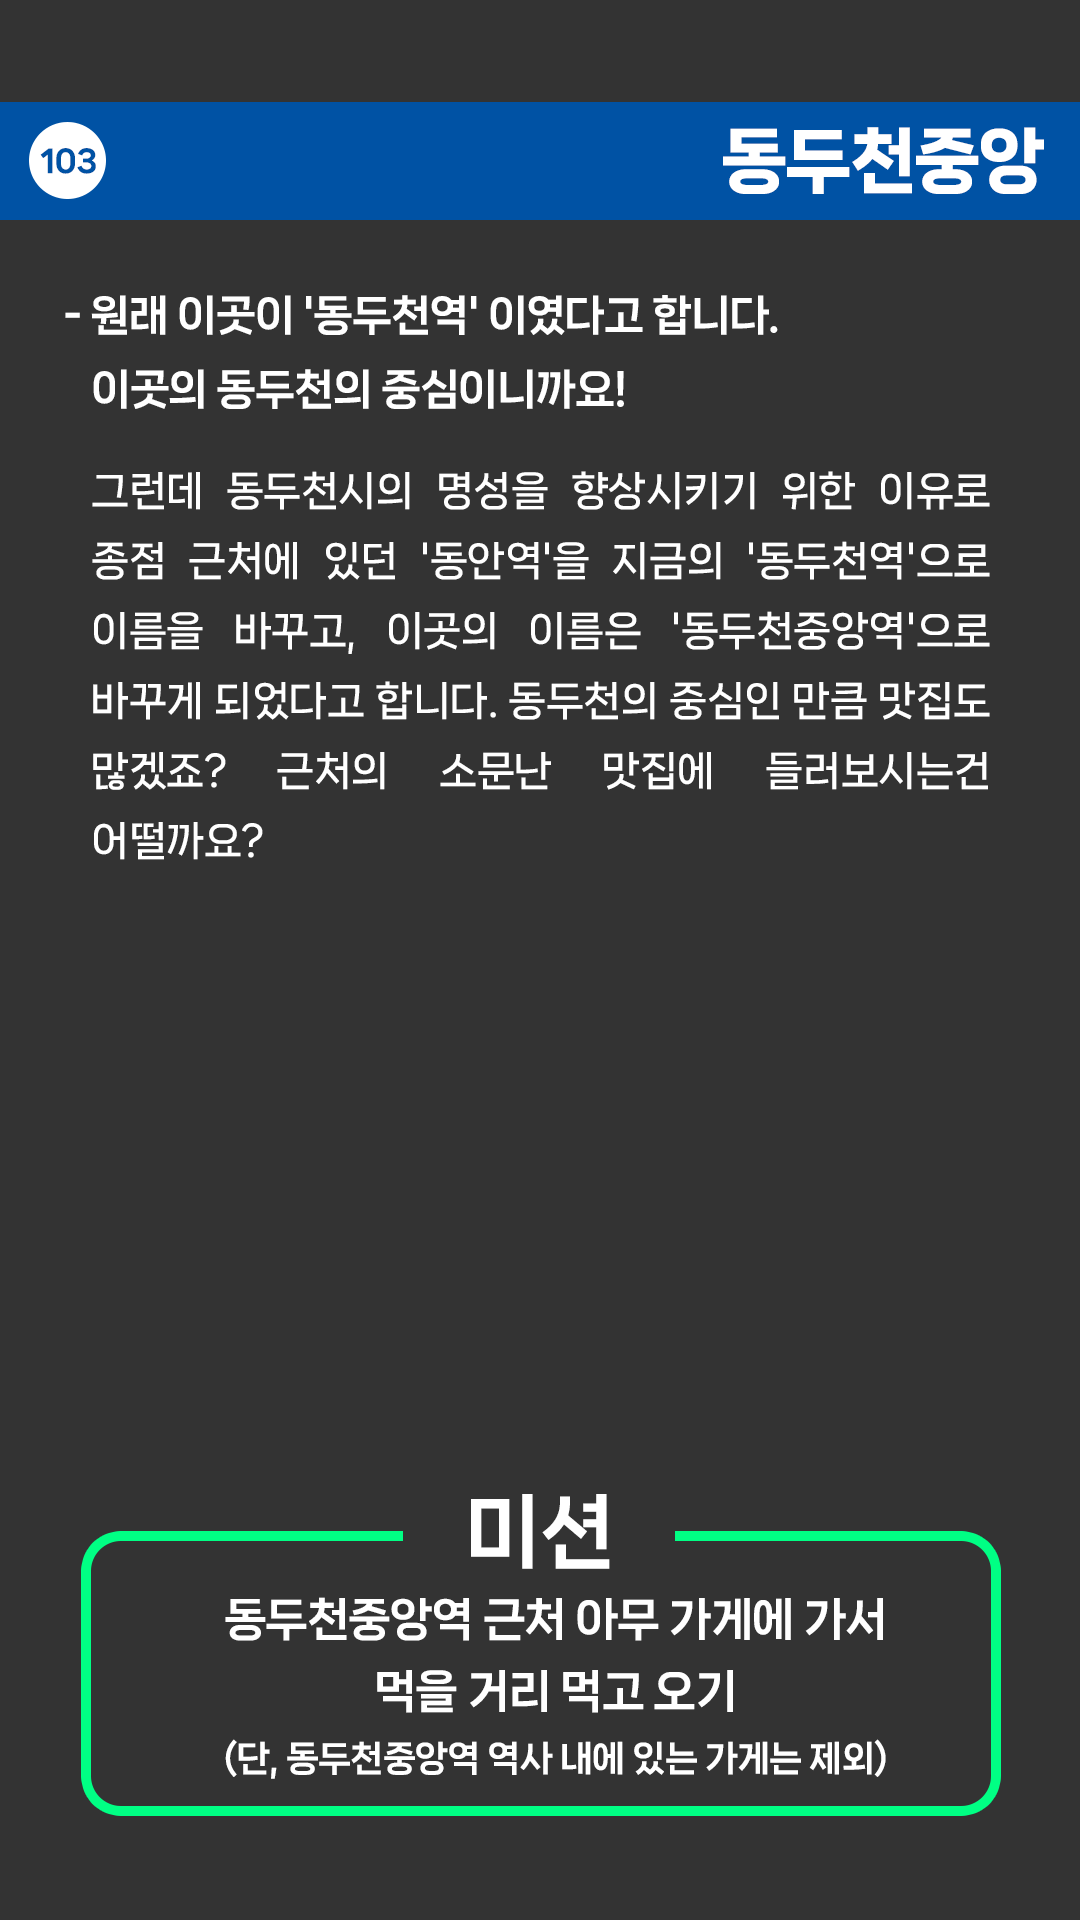 103
동두천중앙
- 원래 이곳이 '동두천역' 이였다고 합니다.
이곳의 동두천의 중심이니까요!
그런데 동두천시의 명성을 향상시키기 위한 이유로
종점 근처에 있던 '동안역'을 지금의 '동두천역'으로
이름을 바꾸고, 이곳의 이름은 '동두천중앙역'으로
바꾸게 되었다고 합니다. 동두천의 중심인 만큼 맛집도
많겠죠? 근처의 소문난 맛집에 들러보시는건
어떨까요?
미션
동두천중앙역 근처 아무 가게에 가서
먹을 거리 먹고 오기
(단, 동두천중앙역 역사 내에 있는 가게는 제외)